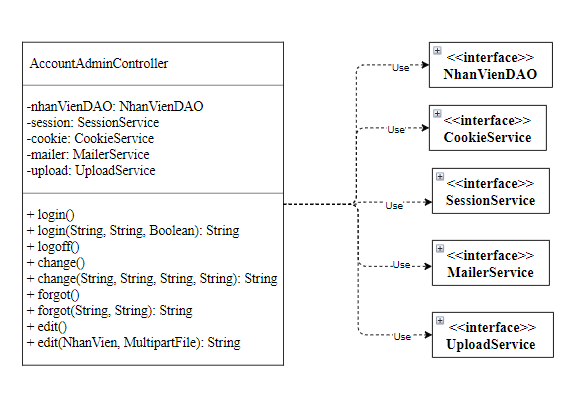 AccountAdminController
-nhanVienDAO: NhanVienDAO
-session: SessionService
-cookie: CookieService
-mailer: MailerService
-upload: UploadService
+ login()
+ login(String, String, Boolean): String
+ logoff()
+ change()
+ change(String, String, String, String): String
+ forgot()
+ forgot(String, String): String
+ edit()
+ edit(NhanVien, MultipartFile): String
Use
<<interface>>
NhanVienDAO
Use
<<interface>>
CookieService
Use
<<interface>>
SessionService
Use
<<interface>>
MailerService
Use
<<interface>>
UploadService